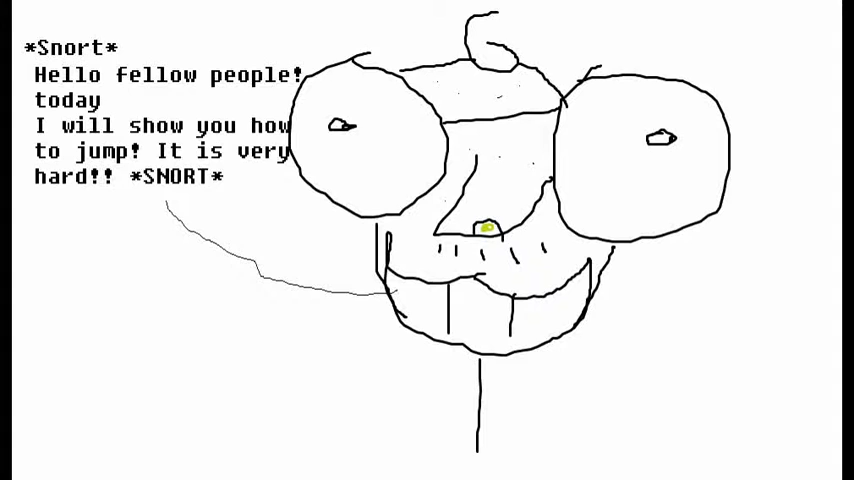 *Snort*
Hello fellow people!
today
I will show you how
to jump! It is very
hard!! *SNORT*